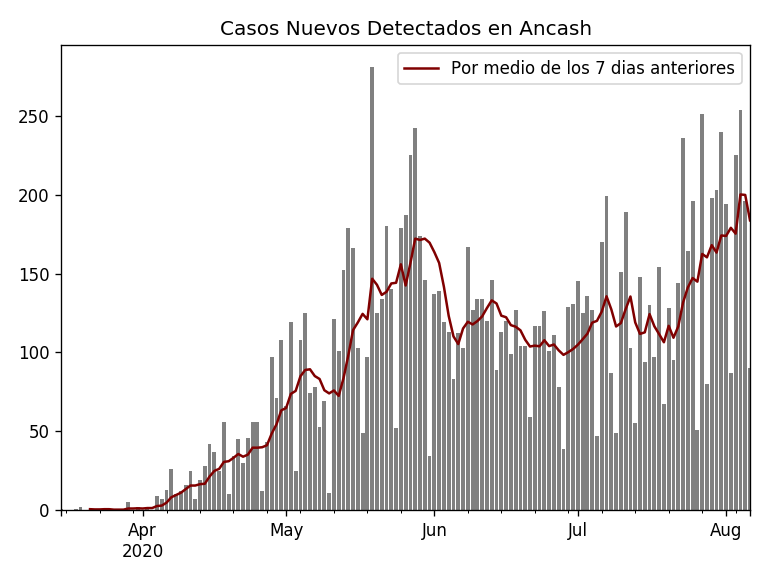 Casos Nuevos Detectados en Ancash
Por medio de los 7 dias anteriores
250
200
150
100
50
0
Apr
2020
May
Jun
Jul
Aug